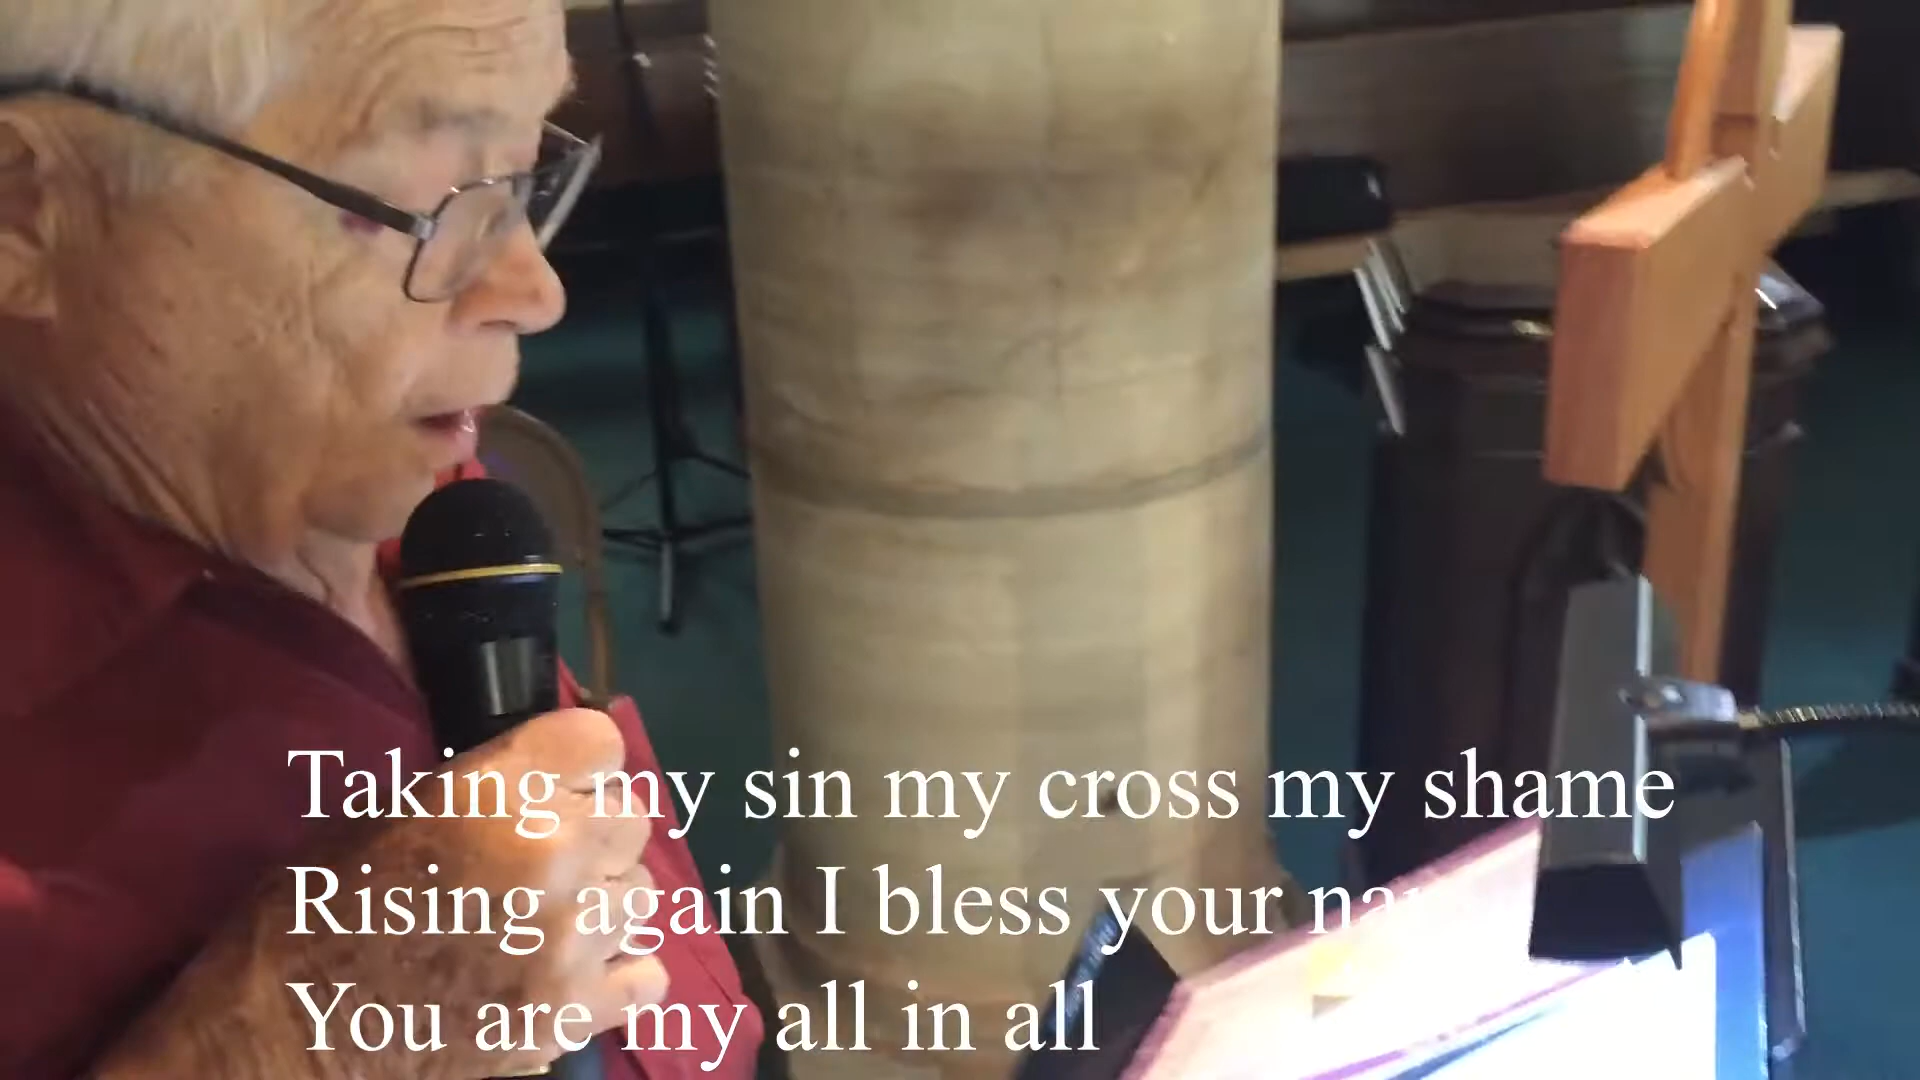 Taking my sin my cross my shame
Rising again I bless your
You are my all in all